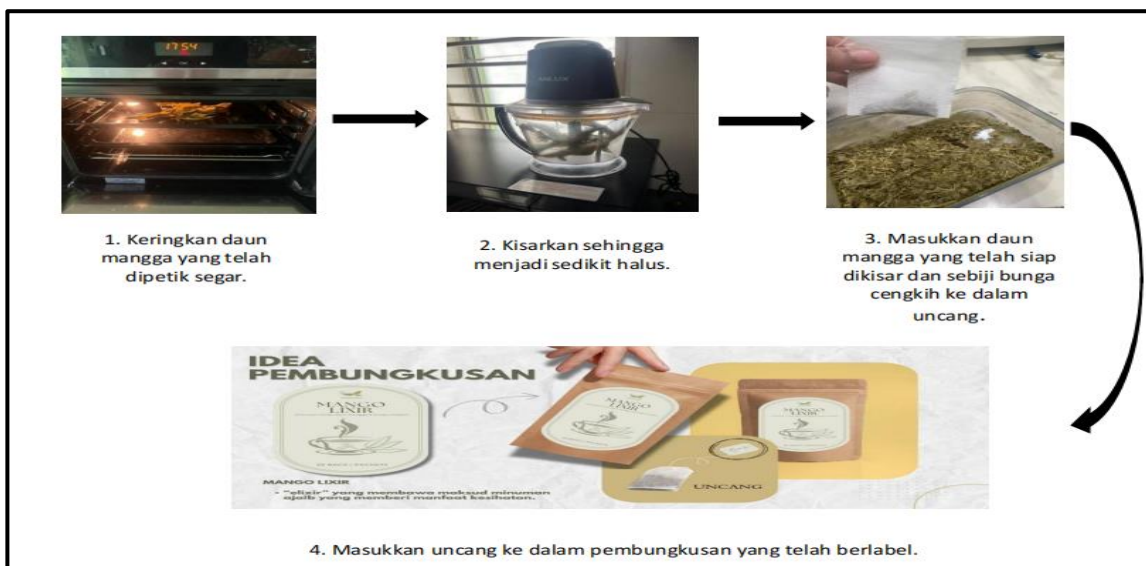 1754
1. Keringkan daun
mangga yang telah
dipetik segar.
2. Kisarkan sehingga
menjadi sedikit halus.
3. Masukkan daun
mangga yang telah siap
dikisar dan sebiji bunga
cengkih ke dalam
uncang.
IDEA
PEMBUNGKUSAN
MANGO
LIXIR
MANGO
LIXIR
MANGO
LIXIR
UNCANG
MANGO LIXIR
- "elixir" yang membawa maksud minuman
ajaib yang memberi manfaat kesihatan.
4. Masukkan uncang ke dalam pembungkusan yang telah berlabel.